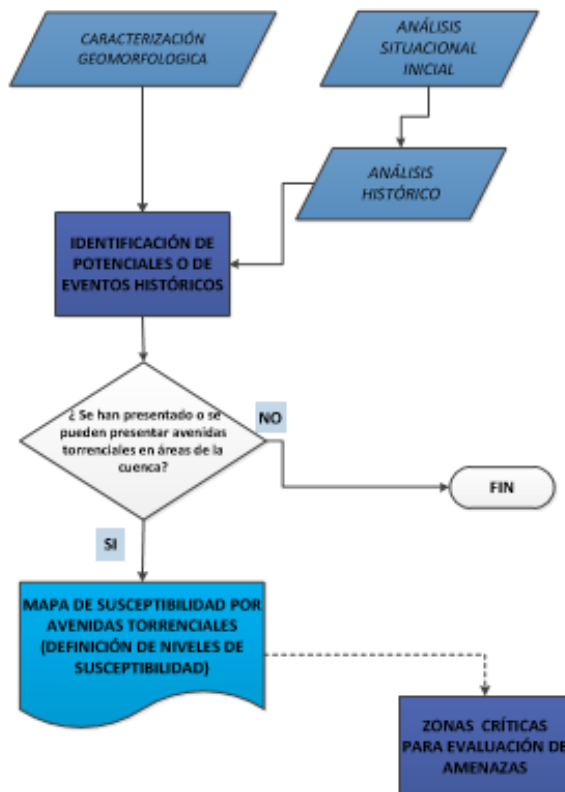 CARACTERIZACIÓN
GEOMORFOLOGICA
ANÁLISIS
SITUACIONAL
INICIAL
ANÁLISIS
HISTÓRICO
IDENTIFICACIÓN DE
POTENCIALES O DE
EVENTOS HISTÓRICOS
¿ Se han presentado o se
pueden presentar avenidas
torrenciales en áreas de la
cuenca?
NO
FIN
SI
MAPA DE SUSCEPTIBILIDAD POR
AVENIDAS TORRENCIALES
(DEFINICIÓN DE NIVELES DE
SUSCEPTIBILIDAD)
ZONAS CRÍTICAS
PARA EVALUACIÓN DE
AMENAZAS